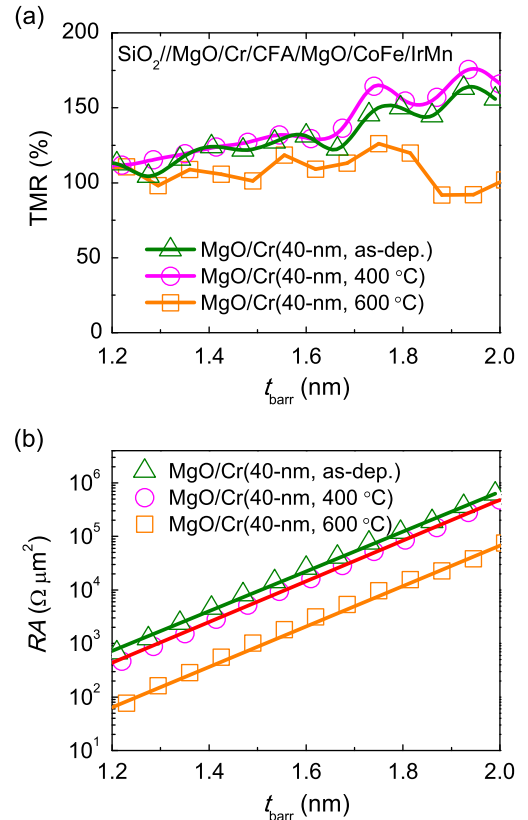 (a)
200
SiO2//MgO/Cr/CFA/MgO/CoFe/IrMn
150
100
50
0
TMR (%)
MgO/Cr(40-nm, as-dep.)
MgO/Cr(40-nm, 400 °C)
MgO/Cr(40-nm, 600 °C)
1.2 1.4 1.6 1.8 2.0
tbarr (nm)
(b)
MgO/Cr(40-nm, as-dep.)
MgO/Cr(40-nm, 400 °C)
MgO/Cr(40-nm, 600 °C)
10^6
10^5
10^4
10^3
10^2
10^1
RA (Ω μm²)
1.2 1.4 1.6 1.8 2.0
tbarr (nm)